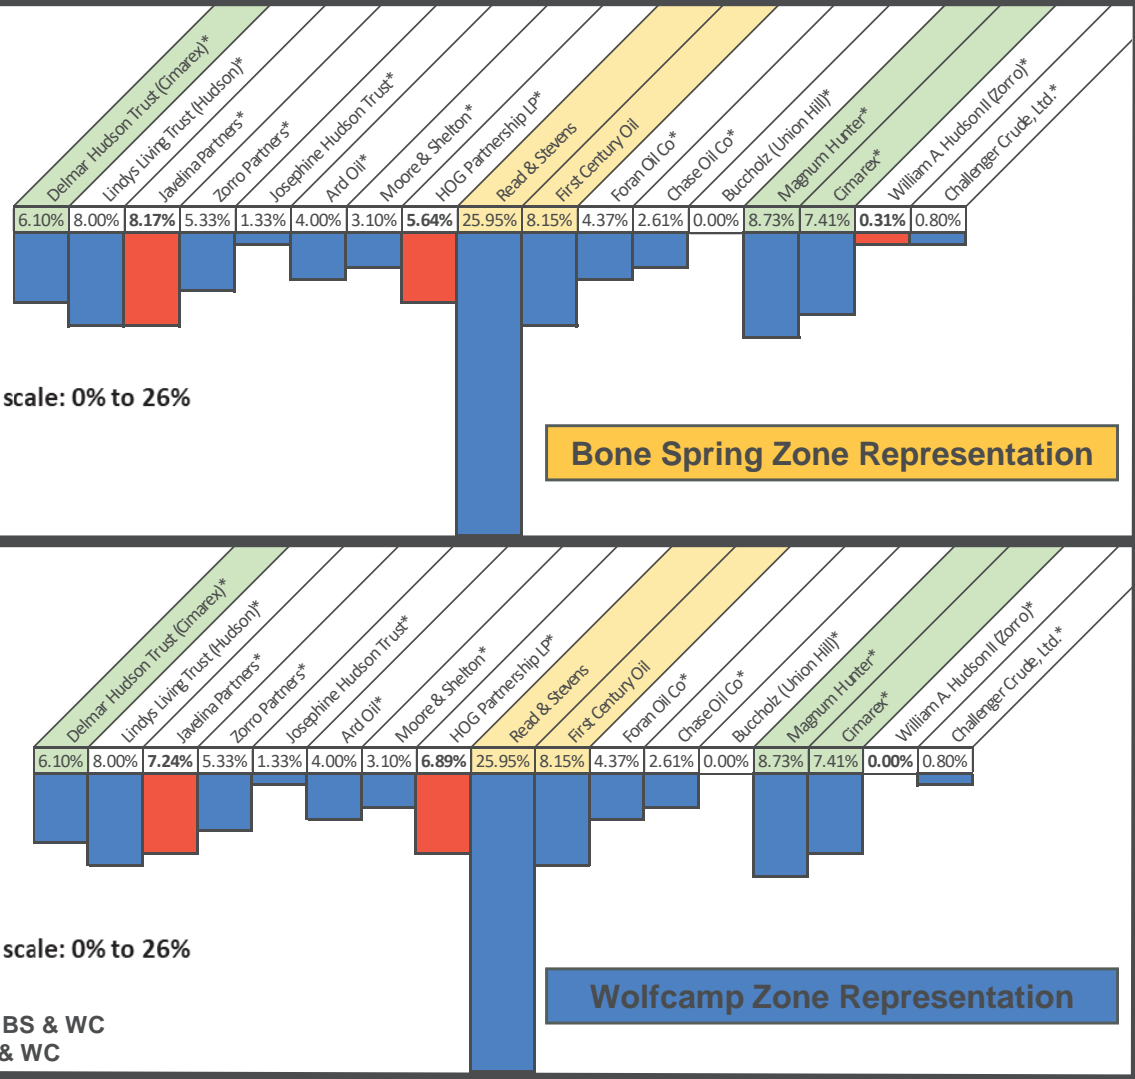 Delmar Hudson Trust (Cimarex)*
Lindys Living Trust (Hudson)*
Javelina Partners*
Zorro Partners*
Josephine Hudson Trust*
Ard Oil*
Moore & Shelton*
HOG Partnership LP*
Read & Stevens
First Century Oil
Foran Oil Co*
Chase Oil Co*
Buccholz (Union Hill)*
Magnum Hunter*
Cimarex*
William A. Hudson II (Zorro)*
Challenger Crude, Ltd.*
6.10% 8.00% 8.17% 5.33% 1.33% 4.00% 3.10% 5.64% 25.95% 8.15% 4.37% 2.61% 0.00% 8.73% 7.41% 0.31% 0.80%
scale: 0% to 26%
Bone Spring Zone Representation
Delmar Hudson Trust (Cimarex)*
Lindys Living Trust (Hudson)*
Javelina Partners*
Zorro Partners*
Josephine Hudson Trust*
Ard Oil*
Moore & Shelton*
HOG Partnership LP*
Read & Stevens
First Century Oil
Foran Oil Co*
Chase Oil Co*
Buccholz (Union Hill)*
Magnum Hunter*
Cimarex*
William A. Hudson II (Zorro)*
Challenger Crude, Ltd.*
6.10% 8.00% 7.24% 5.33% 1.33% 4.00% 3.10% 6.89% 25.95% 8.15% 4.37% 2.61% 0.00% 8.73% 7.41% 0.00% 0.80%
scale: 0% to 26%
Wolfcamp Zone Representation
BS & WC
& WC